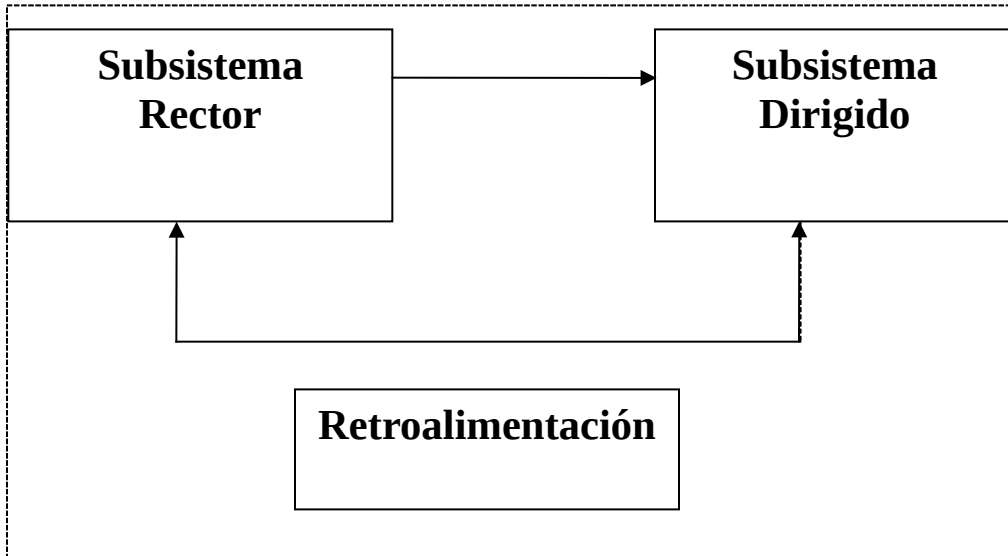 Subsistema
Rector
Subsistema
Dirigido
Retroalimentación